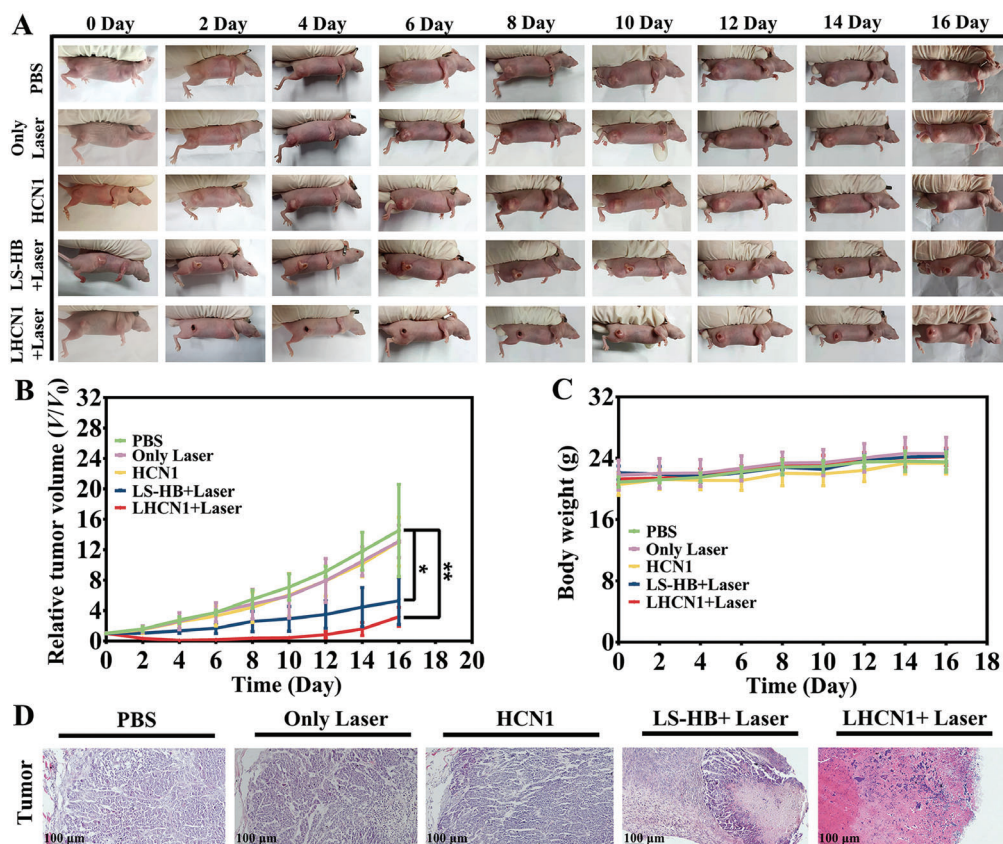 A
0 Day 2 Day 4 Day 6 Day 8 Day 10 Day 12 Day 14 Day 16 Day
PBS
Only
Laser
HCN1
LS-HB
+Laser
LHCN1
+Laser
B
Relative tumor volume (V/V0)
32
28
24
20
16
12
8
4
0
PBS
Only Laser
HCN1
LS-HB+Laser
LHCN1+Laser
*
**
0 2 4 6 8 10 12 14 16 18 20
Time (Day)
C
Body weight (g)
32
24
16
8
0
PBS
Only Laser
HCN1
LS-HB+Laser
LHCN1+Laser
0 2 4 6 8 10 12 14 16 18
Time (Day)
D
PBS Only Laser HCN1 LS-HB+ Laser LHCN1+ Laser
Tumor
100 µm 100 µm 100 µm 100 µm 100 µm